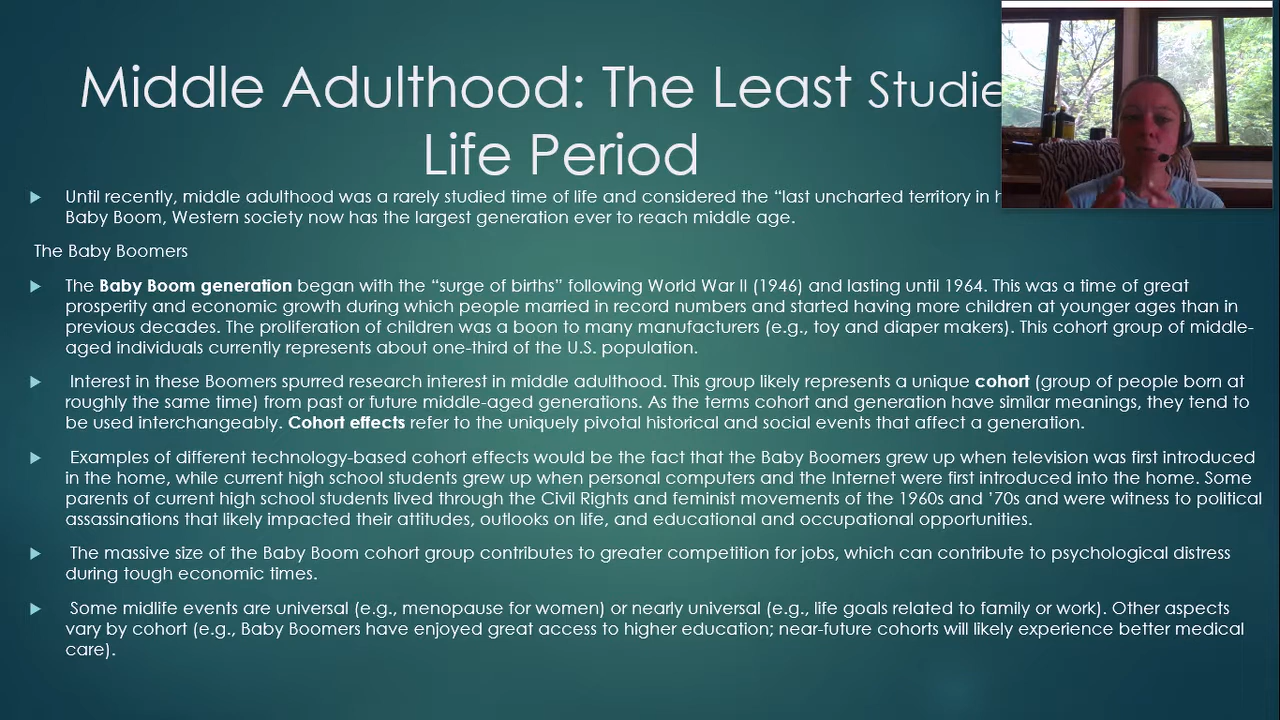 Middle Adulthood: The Least Studie
Life Period
Until recently, middle adulthood was a rarely studied time of life and considered the “last uncharted territory in
Baby Boom, Western society now has the largest generation ever to reach middle age.
The Baby Boomers
The Baby Boom generation began with the “surge of births” following World War II (1946) and lasting until 1964. This was a time of great
prosperity and economic growth during which people married in record numbers and started having more children at younger ages than in
previous decades. The proliferation of children was a boon to many manufacturers (e.g., toy and diaper makers). This cohort group of middle-
aged individuals currently represents about one-third of the U.S. population.
Interest in these Boomers spurred research interest in middle adulthood. This group likely represents a unique cohort (group of people born at
roughly the same time) from past or future middle-aged generations. As the terms cohort and generation have similar meanings, they tend to
be used interchangeably. Cohort effects refer to the uniquely pivotal historical and social events that affect a generation.
Examples of different technology-based cohort effects would be the fact that the Baby Boomers grew up when television was first introduced
in the home, while current high school students grew up when personal computers and the Internet were first introduced into the home. Some
parents of current high school students lived through the Civil Rights and feminist movements of the 1960s and ’70s and were witness to political
assassinations that likely impacted their attitudes, outlooks on life, and educational and occupational opportunities.
The massive size of the Baby Boom cohort group contributes to greater competition for jobs, which can contribute to psychological distress
during tough economic times.
Some midlife events are universal (e.g., menopause for women) or nearly universal (e.g., life goals related to family or work). Other aspects
vary by cohort (e.g., Baby Boomers have enjoyed great access to higher education; near-future cohorts will likely experience better medical
care).